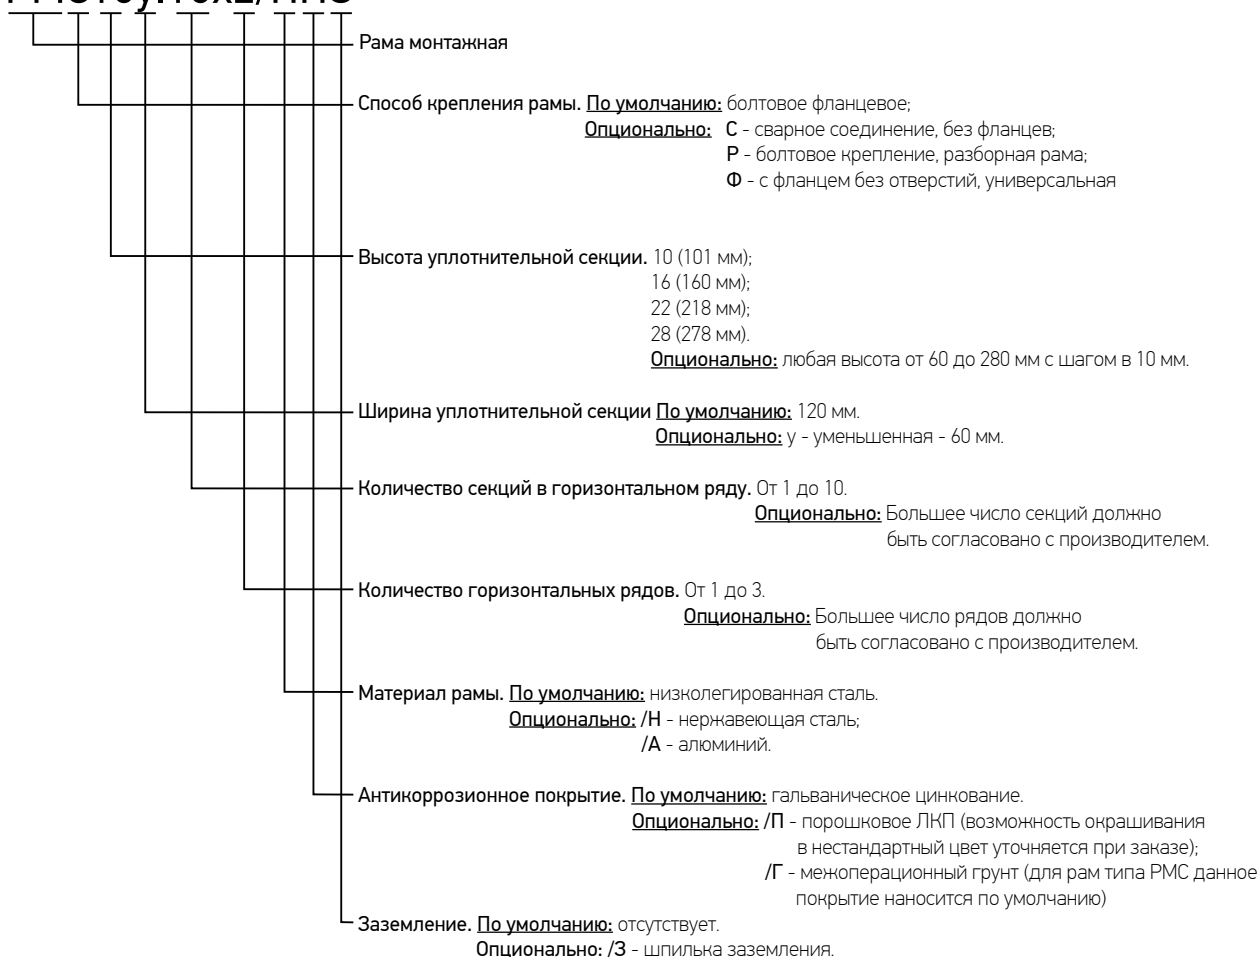 Рама монтажная
Способ крепления рамы. По умолчанию: болтовое фланцевое;
Опционально: С - сварное соединение, без фланцев;
Р - болтовое крепление, разборная рама;
Ф - с фланцем без отверстий, универсальная
Высота уплотнительной секции. 10 (101 мм);
16 (160 мм);
22 (218 мм);
28 (278 мм).
Опционально: любая высота от 60 до 280 мм с шагом в 10 мм.
Ширина уплотнительной секции По умолчанию: 120 мм.
Опционально: у - уменьшенная - 60 мм.
Количество секций в горизонтальном ряду. От 1 до 10.
Опционально: Большее число секций должно
быть согласовано с производителем.
Количество горизонтальных рядов. От 1 до 3.
Опционально: Большее число рядов должно
быть согласовано с производителем.
Материал рамы. По умолчанию: низколегированная сталь.
Опционально: /Н - нержавеющая сталь;
/А - алюминий.
Антикоррозионное покрытие. По умолчанию: гальваническое цинкование.
Опционально: /П - порошковое ЛКП (возможность окрашивания
в нестандартный цвет уточняется при заказе);
/Г - межоперационный грунт (для рам типа РМС данное
покрытие наносится по умолчанию)
Заземление. По умолчанию: отсутствует.
Опционально: /З - шпилька заземления.